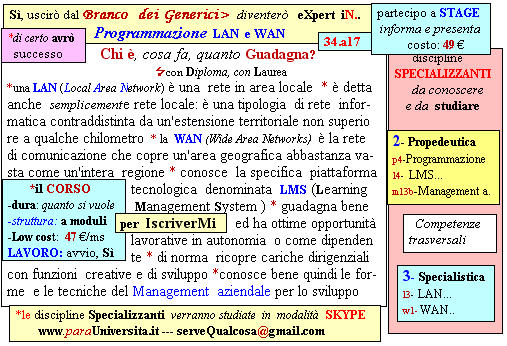 Sì, uscirò dal Branco dei Generici> diventerò eXpert iN..
Programmazione LAN e WAN
34.a17
partecipo a STAGE
informa e presenta
costo: 49 €
*di certo avrò
successo
Chi è, cosa fa, quanto Guadagna?
con Diploma, con Laurea
*una LAN (Local Area Network) è una rete in area locale * è detta
anche semplicemente rete locale: è una tipologia di rete infor-
matica contraddistinta da un'estensione territoriale non superio
re a qualche chilometro * la WAN (Wide Area Networks) è la rete
di comunicazione che copre un'area geografica abbastanza va-
sta come un'intera regione * conosce la specifica piattaforma
tecnologica denominata LMS (Learning
Management System ) * guadagna bene
ed ha ottime opportunità
lavorative in autonomia o come dipenden
te * di norma ricopre cariche dirigenziali
con funzioni creative e di sviluppo *conosce bene quindi le for-
me e le tecniche del Management aziendale per lo sviluppo
*il CORSO
-dura: quanto si vuole
-struttura: a moduli
-Low cost: 47 €/ms
LAVORO: avvio, Sì
per IscriverMi
discipline
SPECIALIZZANTI
da conoscere
e da studiare
2- Propedeutica
p4-Programmazione
14- LMS...
m13b-Management a.
Competenze
trasversali
3- Specialistica
l3- LAN...
w1- WAN..
*le discipline Specializzanti verranno studiate in modalità SKYPE
www.paraUniversita.it --- serveQualcosa@gmail.com